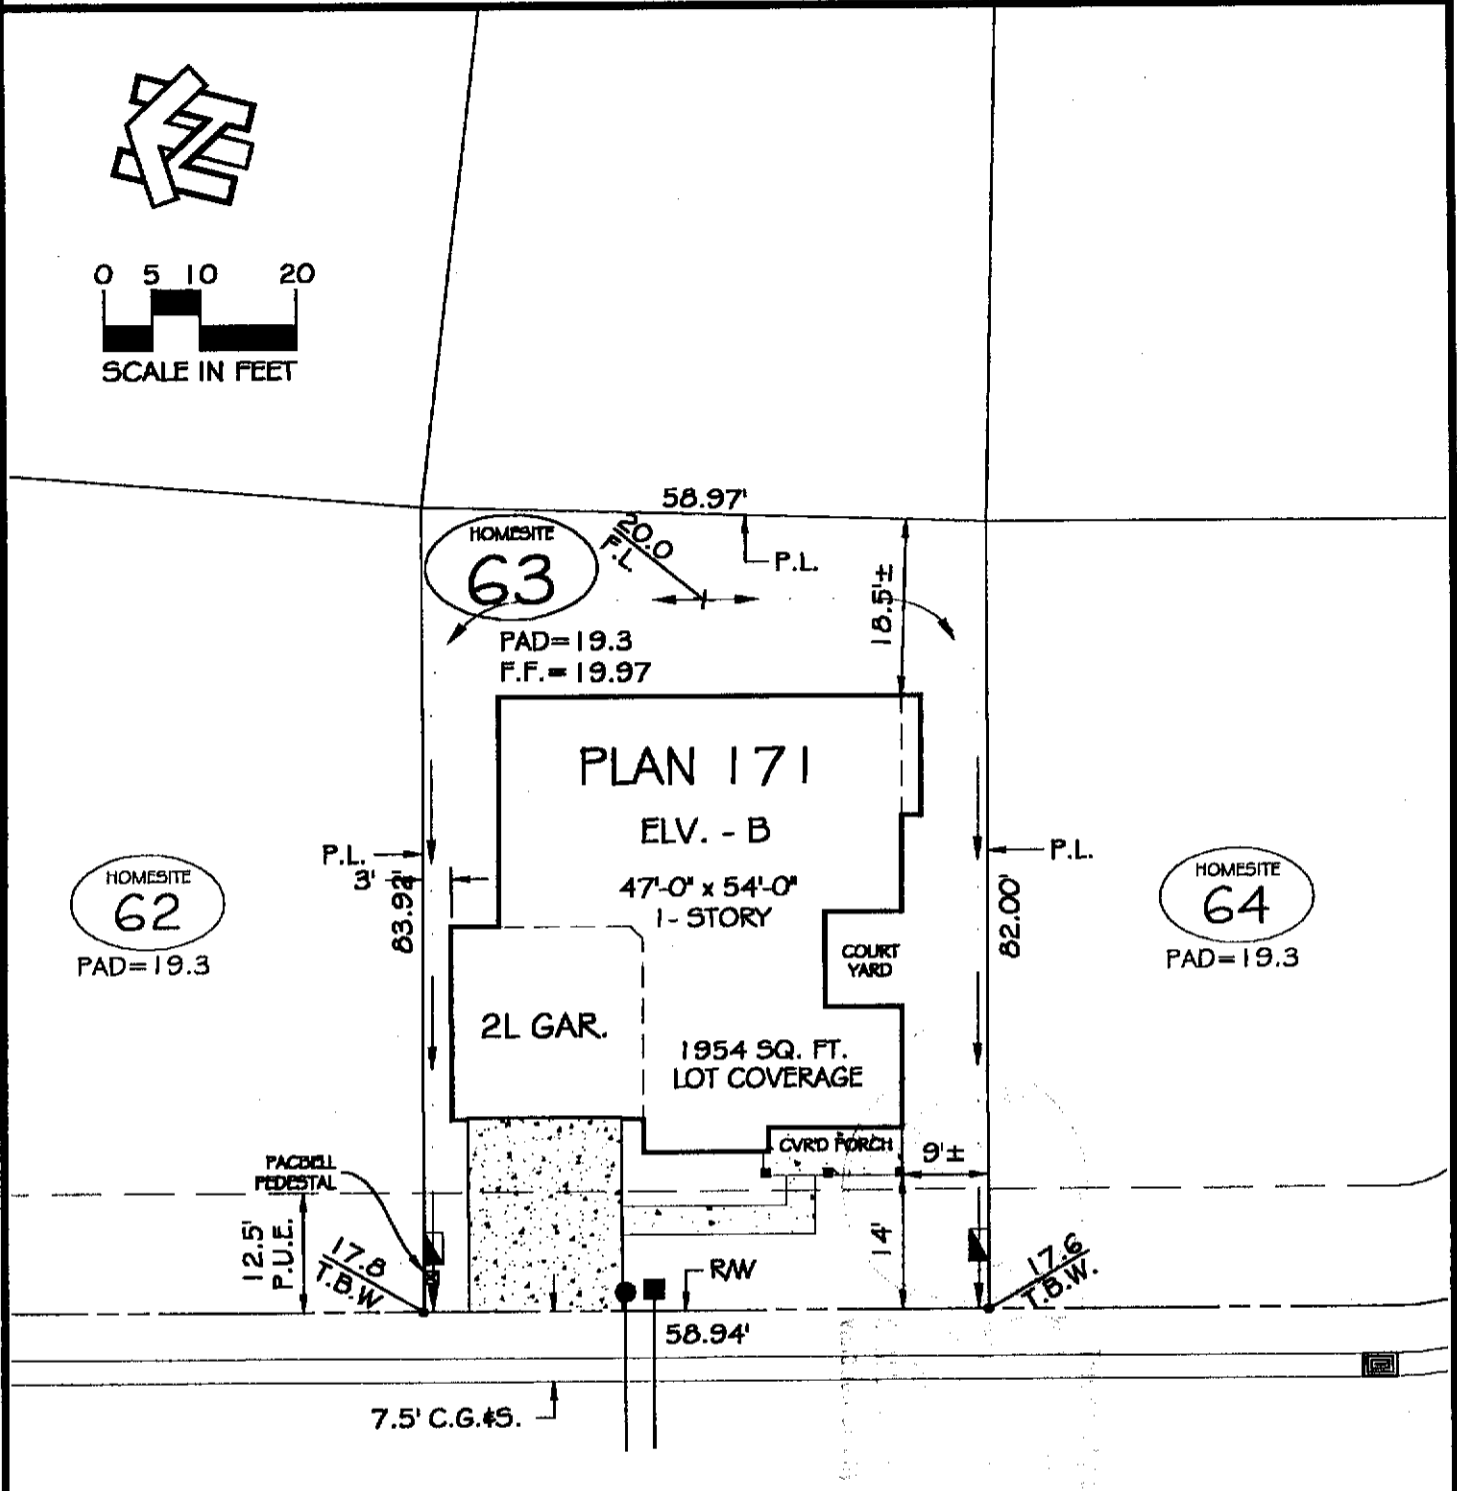 0 5 10 20
SCALE IN FEET
58.97'
HOMESITE
63
20.0
F.L.
P.L.
18.5'±
PAD=19.3
F.F.=19.97
PLAN 171
ELV. - B
47'-0" x 54'-0"
1- STORY
P.L.
3'
83.92'
P.L.
82.00'
HOMESITE
62
PAD=19.3
HOMESITE
64
PAD=19.3
COURT
YARD
2L GAR.
1954 SQ. FT.
LOT COVERAGE
CVR'D PORCH
9'±
PACBELL
PEDESTAL
12.5'
P.U.E.
17.8
T.B.W
14'
R/W
17.6
T.B.W.
58.94'
7.5' C.G.&S.